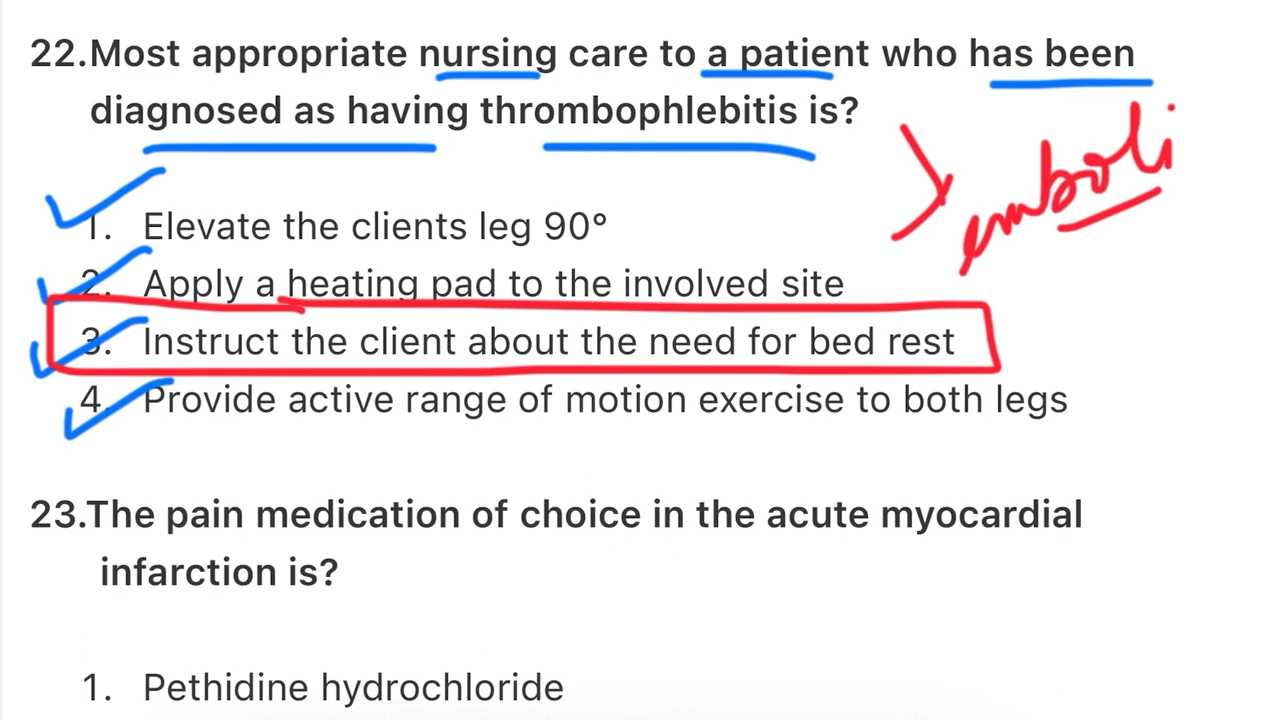 22.Most appropriate nursing care to a patient who has been
diagnosed as having thrombophlebitis is?
emboli
1. Elevate the clients leg 90°
2. Apply a heating pad to the involved site
3. Instruct the client about the need for bed rest
4. Provide active range of motion exercise to both legs
23.The pain medication of choice in the acute myocardial
infarction is?
1. Pethidine hydrochloride